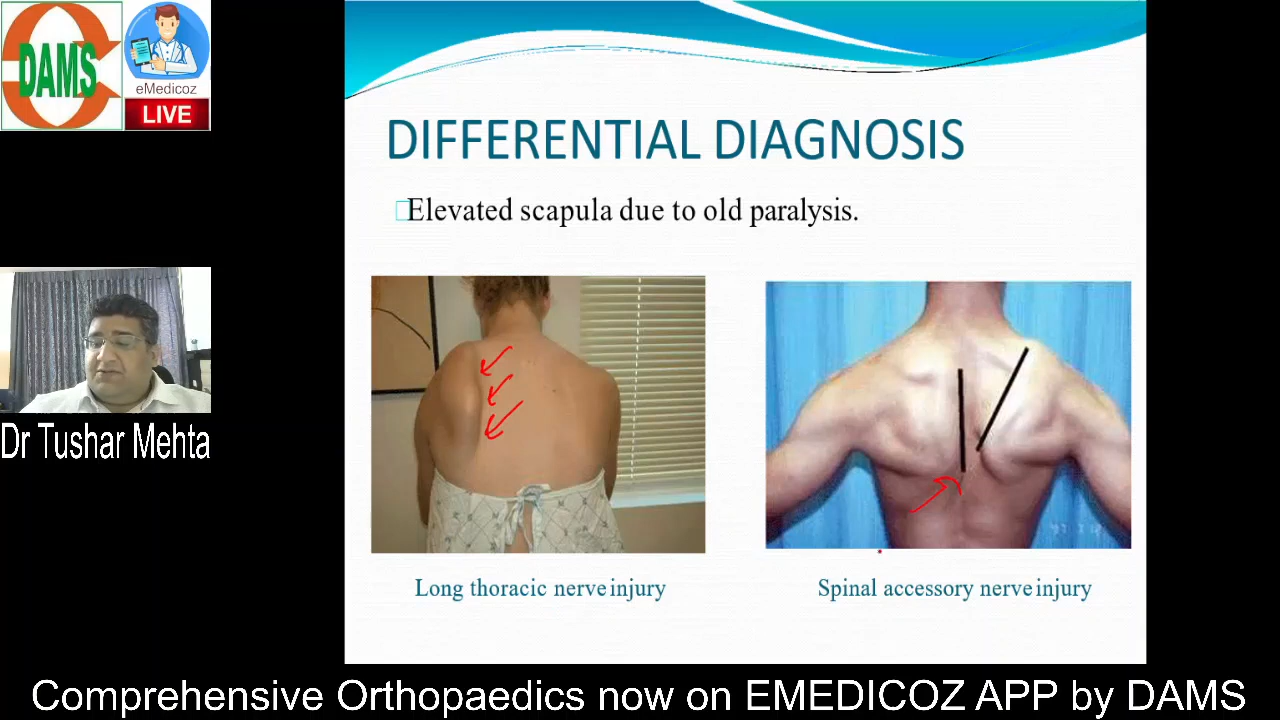 DAMS
eMedicoz
LIVE
DIFFERENTIAL DIAGNOSIS
Elevated scapula due to old paralysis.
Long thoracic nerve injury
Spinal accessory nerve injury
Dr Tushar Mehta
Comprehensive Orthopaedics now on EMEDICOZ APP by DAMS